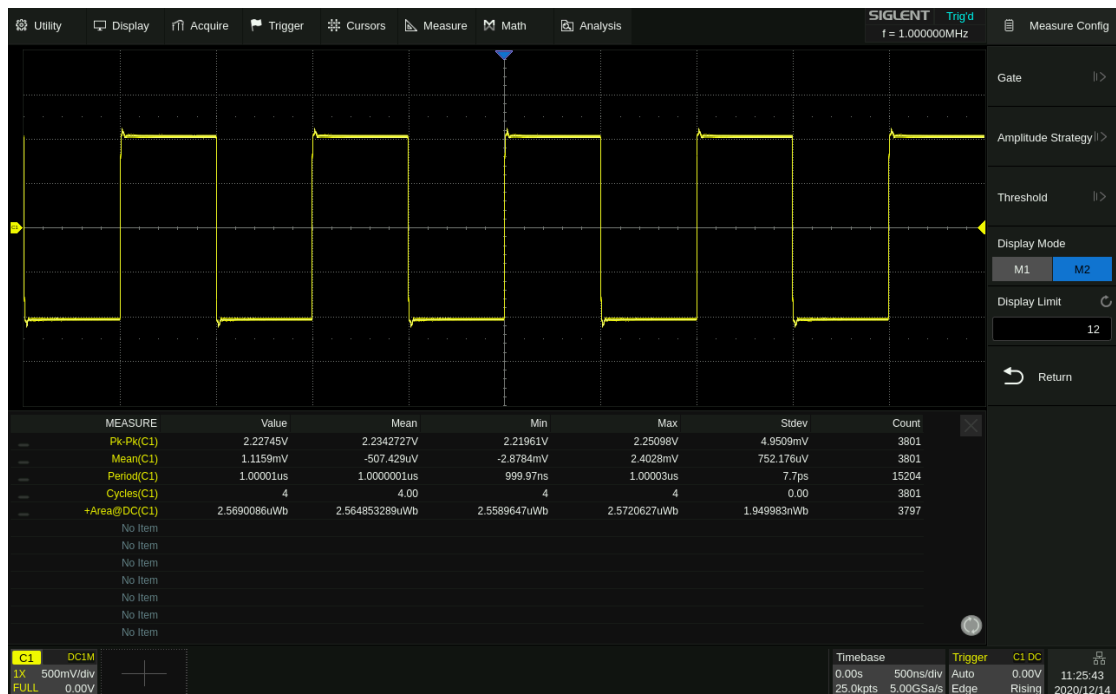 Utility Display Acquire Trigger Cursors Measure Math Analysis SIGLENT Trig'd Measure Config
f = 1.000000MHz
Gate
Amplitude Strategy
Threshold
Display Mode
M1 M2
Display Limit
12
Return
C1
MEASURE Value Mean Min Max Stdev Count
Pk-Pk(C1) 2.22745V 2.2342727V 2.21961V 2.25098V 4.9509mV 3801
Mean(C1) 1.1159mV -507.429uV -2.8784mV 2.4028mV 752.176uV 3801
Period(C1) 1.00001us 1.0000001us 999.97ns 1.00003us 7.7ps 15204
Cycles(C1) 4 4.00 4 4 0.00 3801
+Area@DC(C1) 2.5690086uWb 2.564853289uWb 2.5589647uWb 2.5720627uWb 1.949983nWb 3797
No Item
No Item
No Item
No Item
No Item
No Item
No Item
C1 DC1M
1X 500mV/div
FULL 0.00V
Timebase
0.00s 500ns/div
25.0kpts 5.00GSa/s
Trigger C1 DC
Auto 0.00V
Edge Rising
11:25:43
2020/12/14